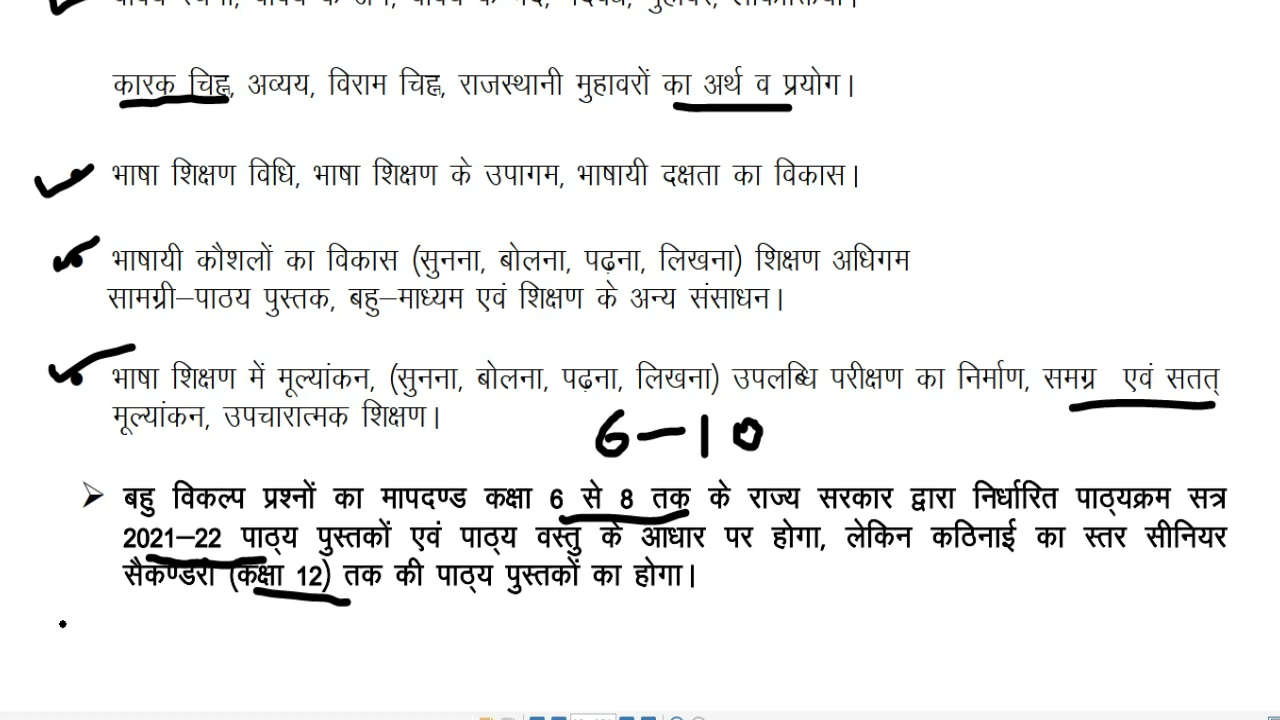 कारक चिह्न, अव्यय, विराम चिह्न, राजस्थानी मुहावरों का अर्थ व प्रयोग।
भाषा शिक्षण विधि, भाषा शिक्षण के उपागम, भाषायी दक्षता का विकास।
भाषायी कौशलों का विकास (सुनना, बोलना, पढ़ना, लिखना) शिक्षण अधिगम
सामग्री–पाठय पुस्तक, बहु–माध्यम एवं शिक्षण के अन्य संसाधन।
भाषा शिक्षण में मूल्यांकन, (सुनना, बोलना, पढ़ना, लिखना) उपलब्धि परीक्षण का निर्माण, समग्र एवं सतत्
मूल्यांकन, उपचारात्मक शिक्षण।
6–10
बहु विकल्प प्रश्नों का मापदण्ड कक्षा 6 से 8 तक के राज्य सरकार द्वारा निर्धारित पाठ्यक्रम सत्र
2021–22 पाठ्य पुस्तकों एवं पाठ्य वस्तु के आधार पर होगा, लेकिन कठिनाई का स्तर सीनियर
सैकण्डरी (कक्षा 12) तक की पाठ्य पुस्तकों का होगा।